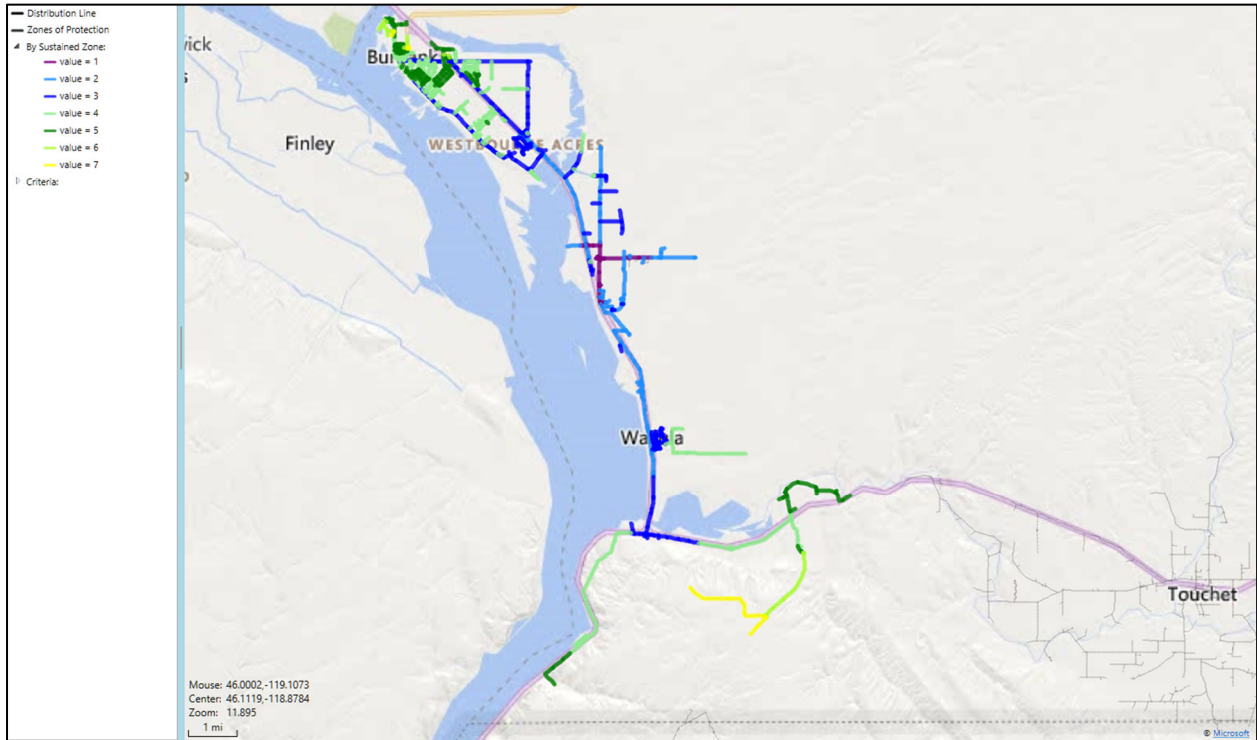 Distribution Line
Zones of Protection
By Sustained Zone:
value = 1
value = 2
value = 3
value = 4
value = 5
value = 6
value = 7
Criteria:
ick
Finley
Touchet
Mouse: 46.0002,-119.1073
Center: 46.1119,-118.8784
Zoom: 11.895
1 mi
© Microsoft